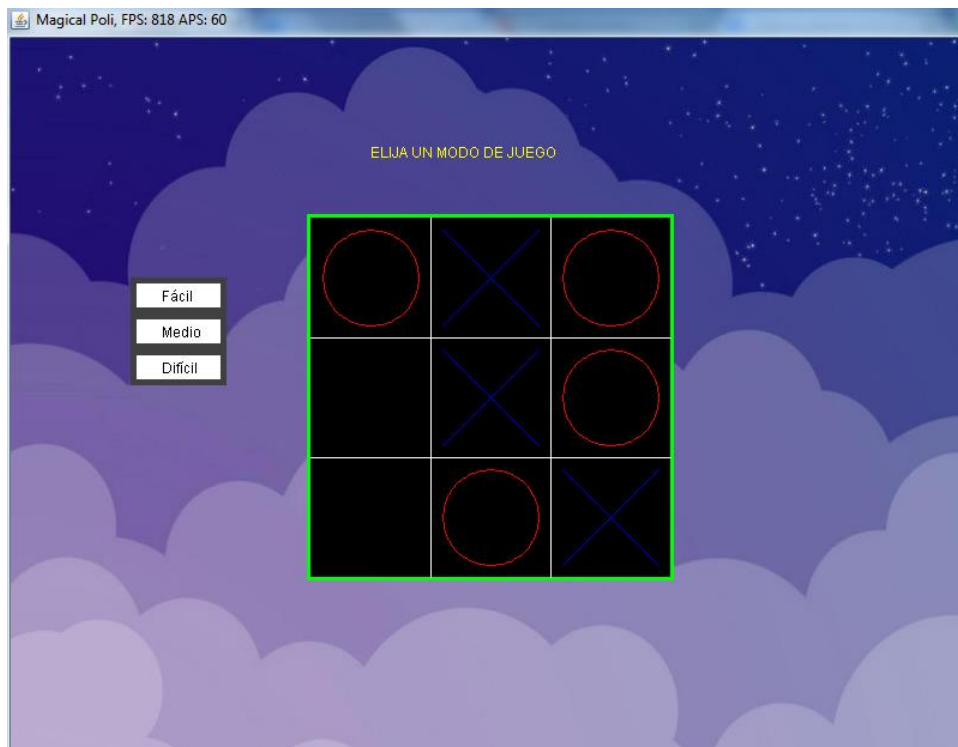 Magical Poli, FPS: 818 APS: 60
ELIJA UN MODO DE JUEGO
Fácil
Medio
Difícil